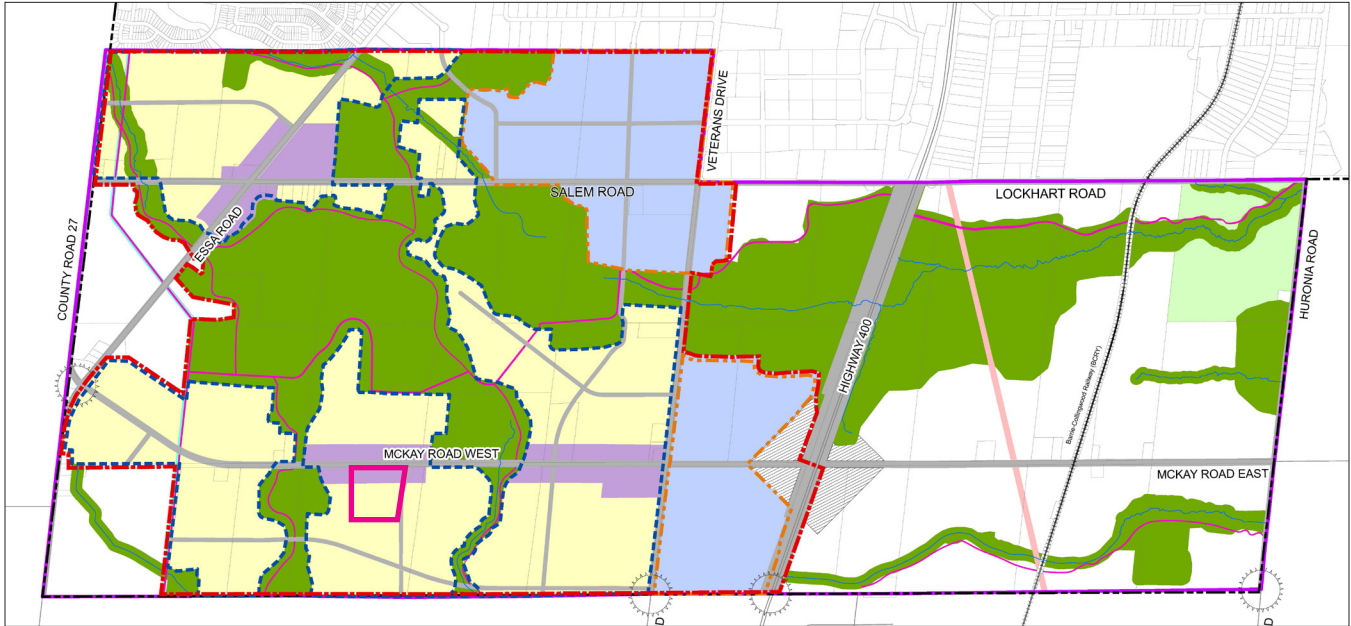 VETERANS DRIVE
SALEM ROAD
LOCKHART ROAD
COUNTY ROAD 27
ESSA ROAD
HURONIA ROAD
HIGHWAY 400
Barrie-Collingwood Railway (BCRY)
MCKAY ROAD WEST
MCKAY ROAD EAST
D
D